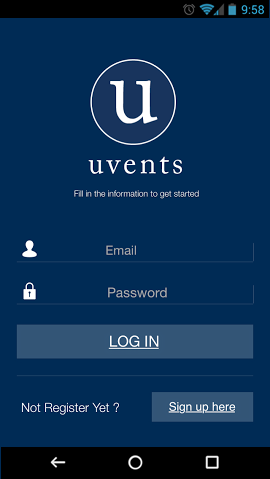 9:58
u
uvents
Fill in the information to get started
Email
Password
LOG IN
Not Register Yet ?
Sign up here